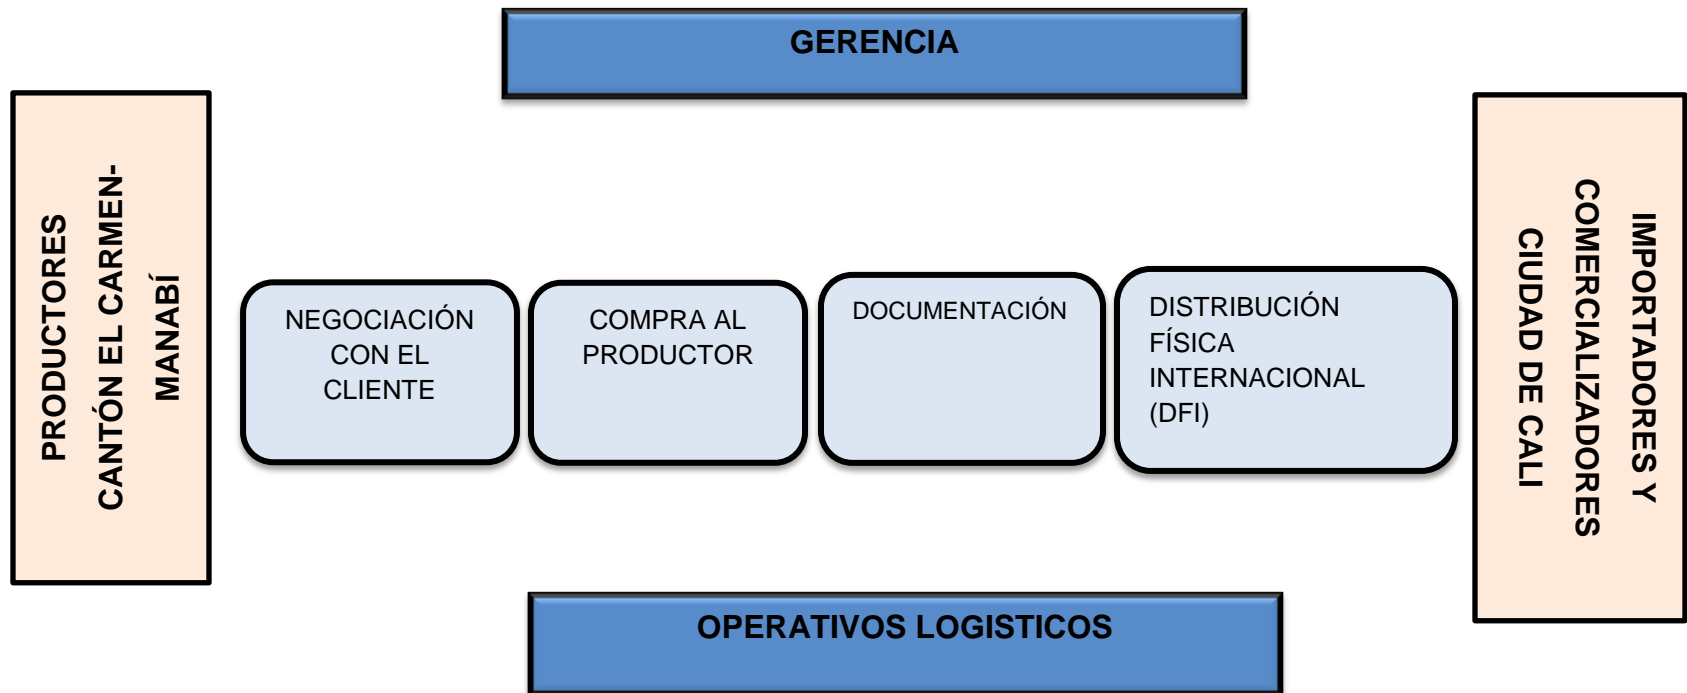 GERENCIA
PRODUCTORES
CANTÓN EL CARMEN-
MANABÍ
NEGOCIACIÓN
CON EL
CLIENTE
COMPRA AL
PRODUCTOR
DOCUMENTACIÓN
DISTRIBUCIÓN
FÍSICA
INTERNACIONAL
(DFI)
IMPORTADORES Y
COMERCIALIZADORES
CIUDAD DE CALI
OPERATIVOS LOGISTICOS